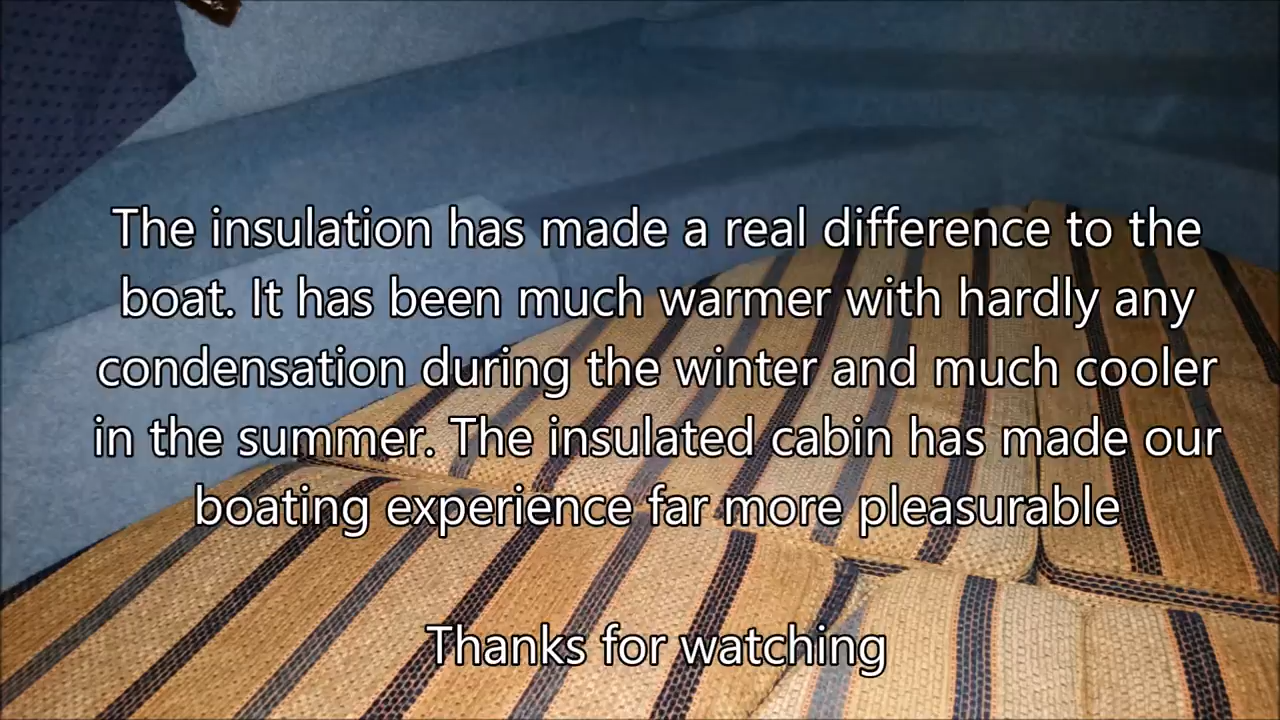 The insulation has made a real difference to the
boat. It has been much warmer with hardly any
condensation during the winter and much cooler
in the summer. The insulated cabin has made our
boating experience far more pleasurable
Thanks for watching